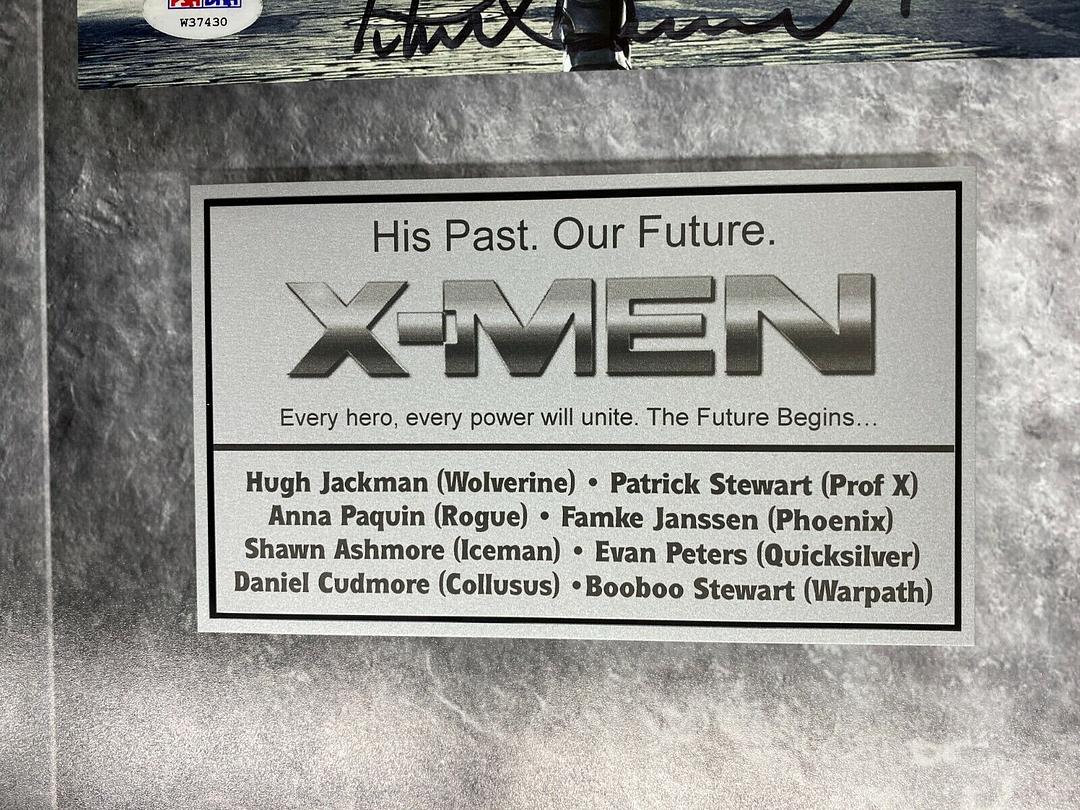 PSA/DNA
W37430
His Past. Our Future.
X-MEN
Every hero, every power will unite. The Future Begins...
Hugh Jackman (Wolverine) • Patrick Stewart (Prof X)
Anna Paquin (Rogue) • Famke Janssen (Phoenix)
Shawn Ashmore (Iceman) • Evan Peters (Quicksilver)
Daniel Cudmore (Collusus) •Booboo Stewart (Warpath)